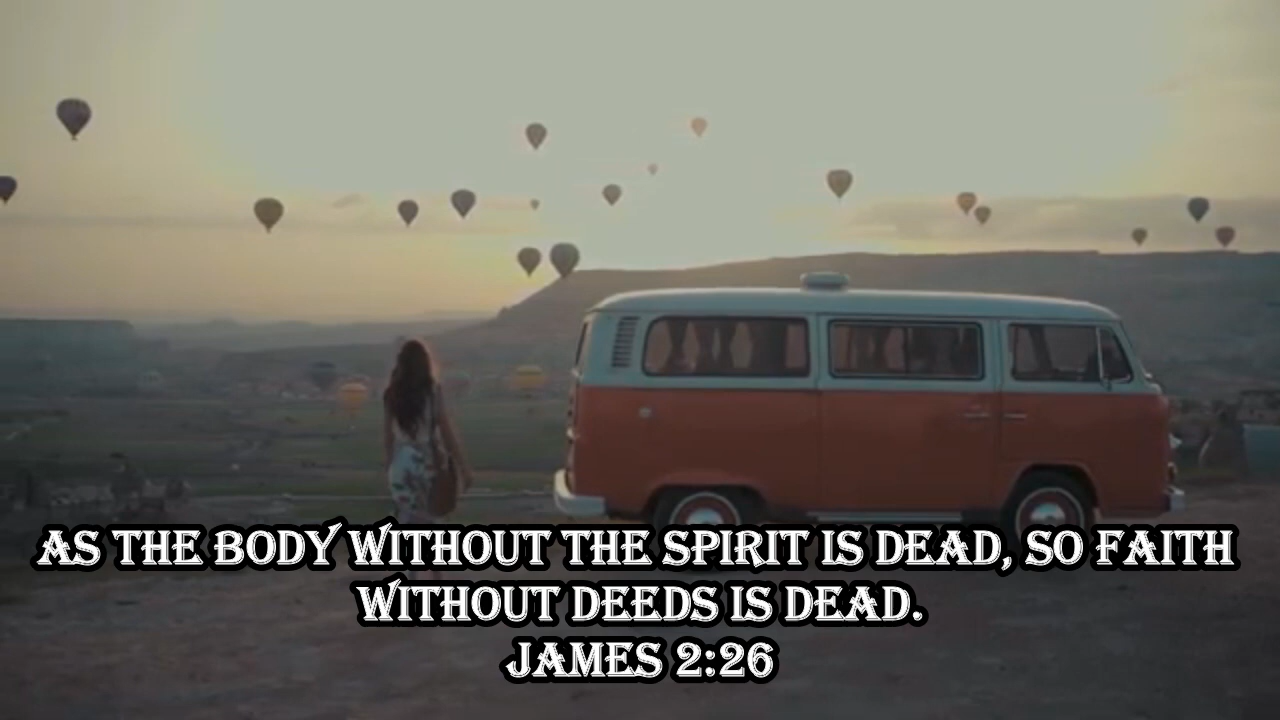 AS THE BODY WITHOUT THE SPIRIT IS DEAD, SO FAITH
WITHOUT DEEDS IS DEAD.
JAMES 2:26